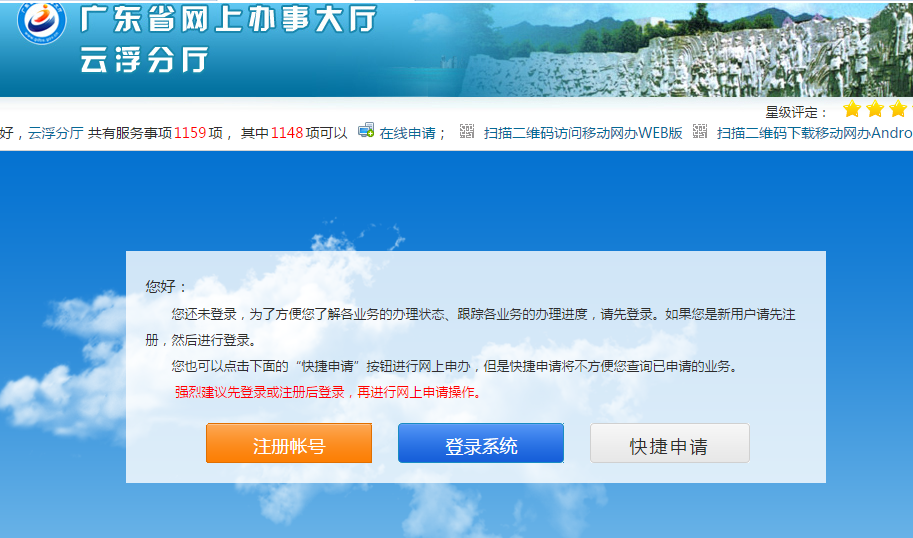 广东省网上办事大厅
云浮分厅
星级评定：
好，云浮分厅 共有服务事项1159项， 其中1148项可以 在线申请； 扫描二维码访问移动网办WEB版 扫描二维码下载移动网办Andro
您好：
您还未登录，为了方便您了解各业务的办理状态、跟踪各业务的办理进度，请先登录。如果您是新用户请先注
册，然后进行登录。
您也可以点击下面的“快捷申请”按钮进行网上申办，但是快捷申请将不方便您查询已申请的业务。
强烈建议先登录或注册后登录，再进行网上申请操作。
注册帐号 登录系统 快捷申请